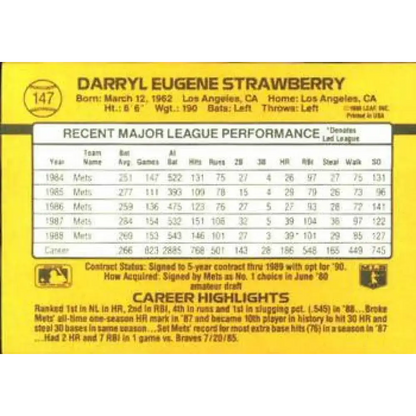 147
DARRYL EUGENE STRAWBERRY
Born: March 12, 1962 Los Angeles, CA Home: Los Angeles, CA
Ht.: 6'6" Wgt.: 190 Bats: Left Throws: Left
©1988 LEAF, INC.
Printed in USA
RECENT MAJOR LEAGUE PERFORMANCE *Denotes Led League
Year Team Name Bat Avg. Games At Bat Hits Runs 2B 3B HR RBI Steal Walk SO
1984 Mets .251 147 522 131 75 27 4 26 97 27 75 131
1985 Mets .277 111 393 109 78 15 4 29 79 26 73 96
1986 Mets .259 136 475 123 76 27 5 27 93 28 72 141
1987 Mets .284 154 532 151 108 32 5 39 104 36 97 122
1988 Mets .269 153 543 146 101 27 3 *39 101 29 85 127
Career .266 823 2885 768 501 143 28 186 548 165 449 745
Contract Status: Signed to 5-year contract thru 1989 with opt for '90.
How Acquired: Signed by Mets as No. 1 choice in June '80
amateur draft
CAREER HIGHLIGHTS
Ranked 1st in NL in HR, 2nd in RBI, 4th in runs and 1st in slugging pct. (.545) in '88...Broke
Mets' all-time one-season HR mark in '87 and became 10th player in history to hit 30 HR and
steal 30 bases in same season...Set Mets' record for most extra base hits (76) in a season in '87
...Had 2 HR and 7 RBI in 1 game vs. Braves 7/20/85.